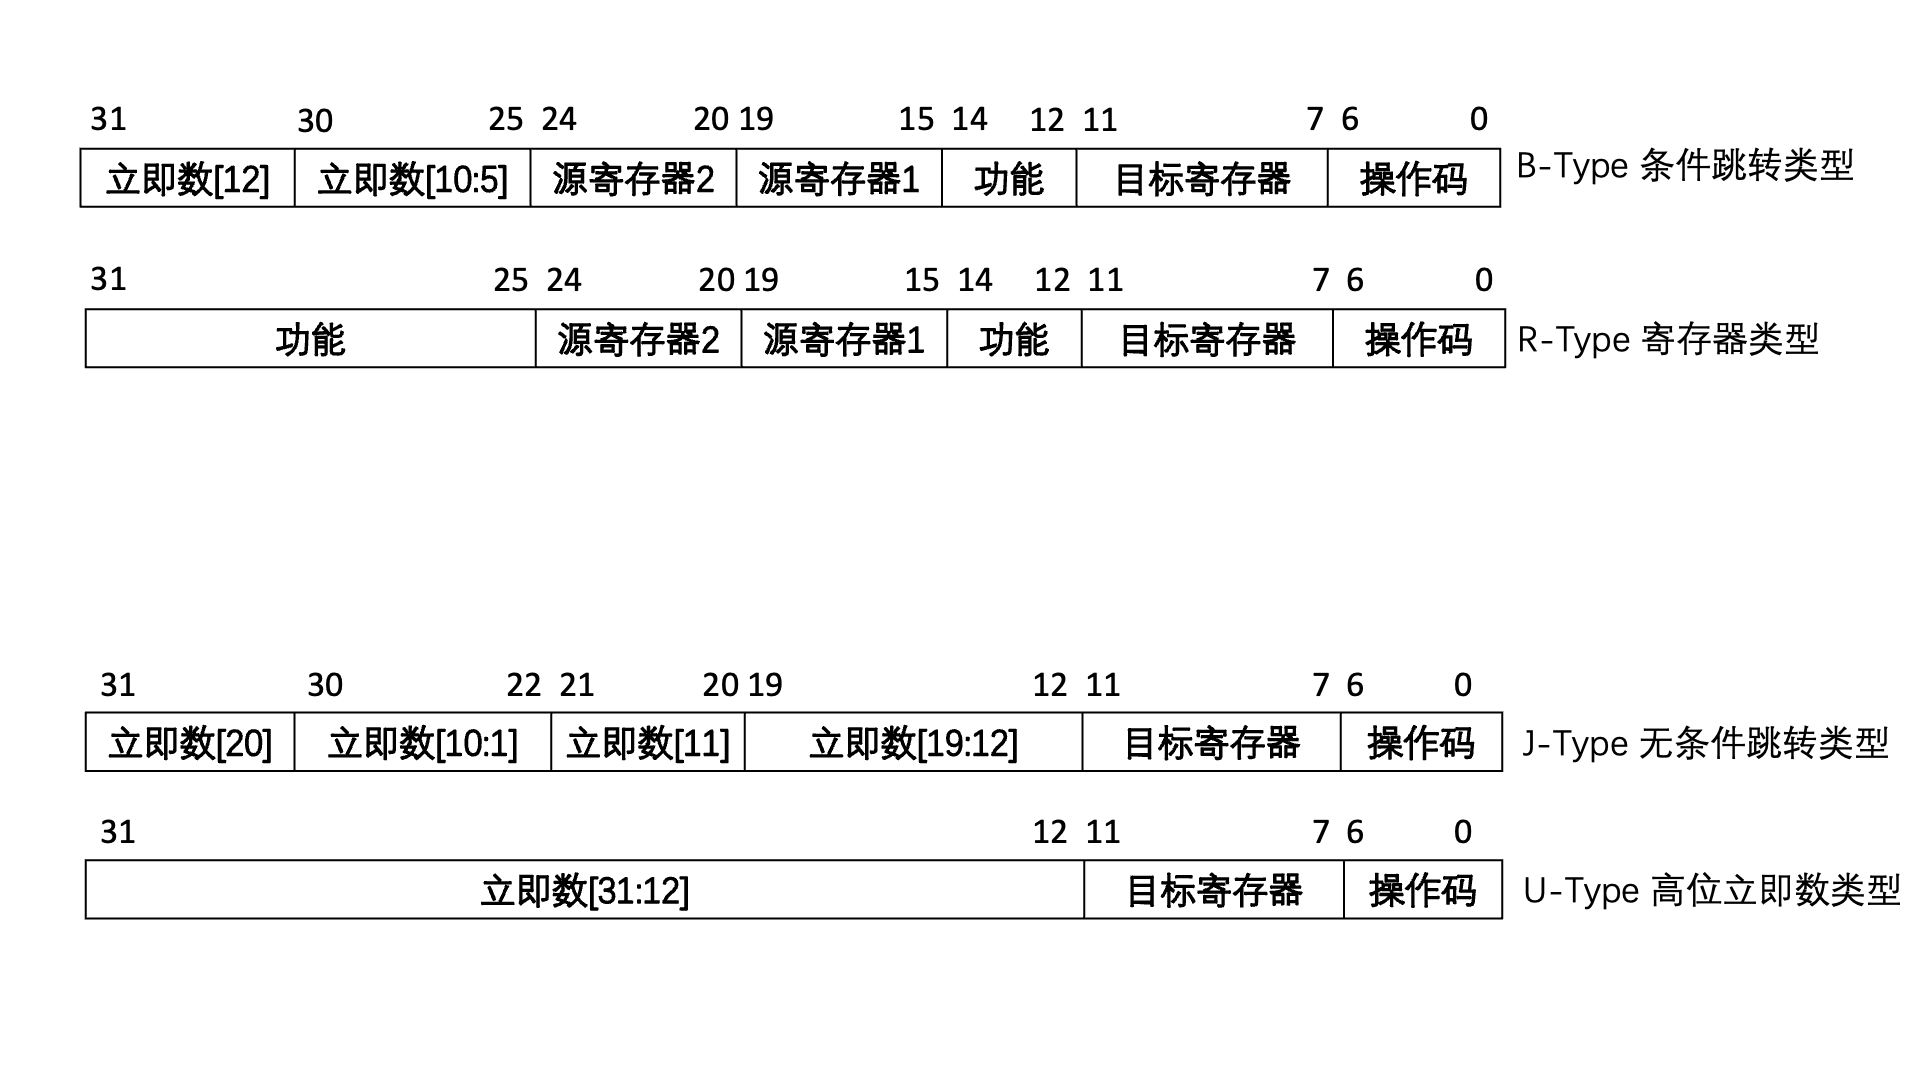 31 30 25 24 20 19 15 14 12 11 7 6 0
立即数[12] 立即数[10:5] 源寄存器2 源寄存器1 功能 目标寄存器 操作码 B-Type 条件跳转类型
31 25 24 20 19 15 14 12 11 7 6 0
功能 源寄存器2 源寄存器1 功能 目标寄存器 操作码 R-Type 寄存器类型
31 30 22 21 20 19 12 11 7 6 0
立即数[20] 立即数[10:1] 立即数[11] 立即数[19:12] 目标寄存器 操作码 J-Type 无条件跳转类型
31 12 11 7 6 0
立即数[31:12] 目标寄存器 操作码 U-Type 高位立即数类型